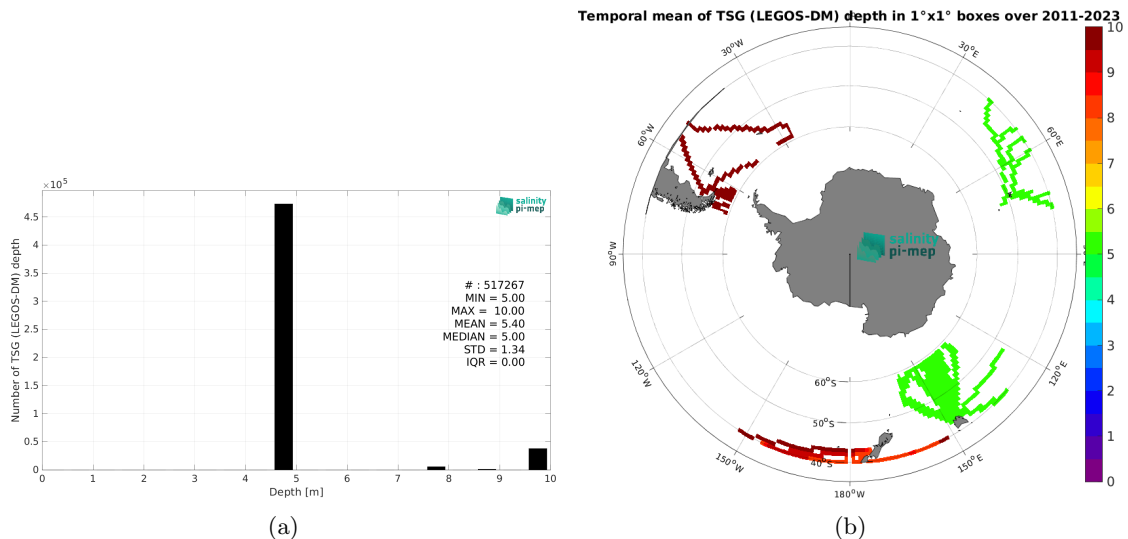 Temporal mean of TSG (LEGOS-DM) depth in 1°x1° boxes over 2011-2023
×10⁵
4.5
4
3.5
3
2.5
2
1.5
1
0.5
0
Number of TSG (LEGOS-DM) depth
salinity
pi-mep
# : 517267
MIN = 5.00
MAX = 10.00
MEAN = 5.40
MEDIAN = 5.00
STD = 1.34
IQR = 0.00
0 1 2 3 4 5 6 7 8 9 10
Depth [m]
(a)
30°W
30°E
60°W
60°E
90°W
salinity
pi-mep
120°W
120°E
60°S
50°S
40°S
150°W
150°E
180°W
10
9
8
7
6
5
4
3
2
1
0
(b)